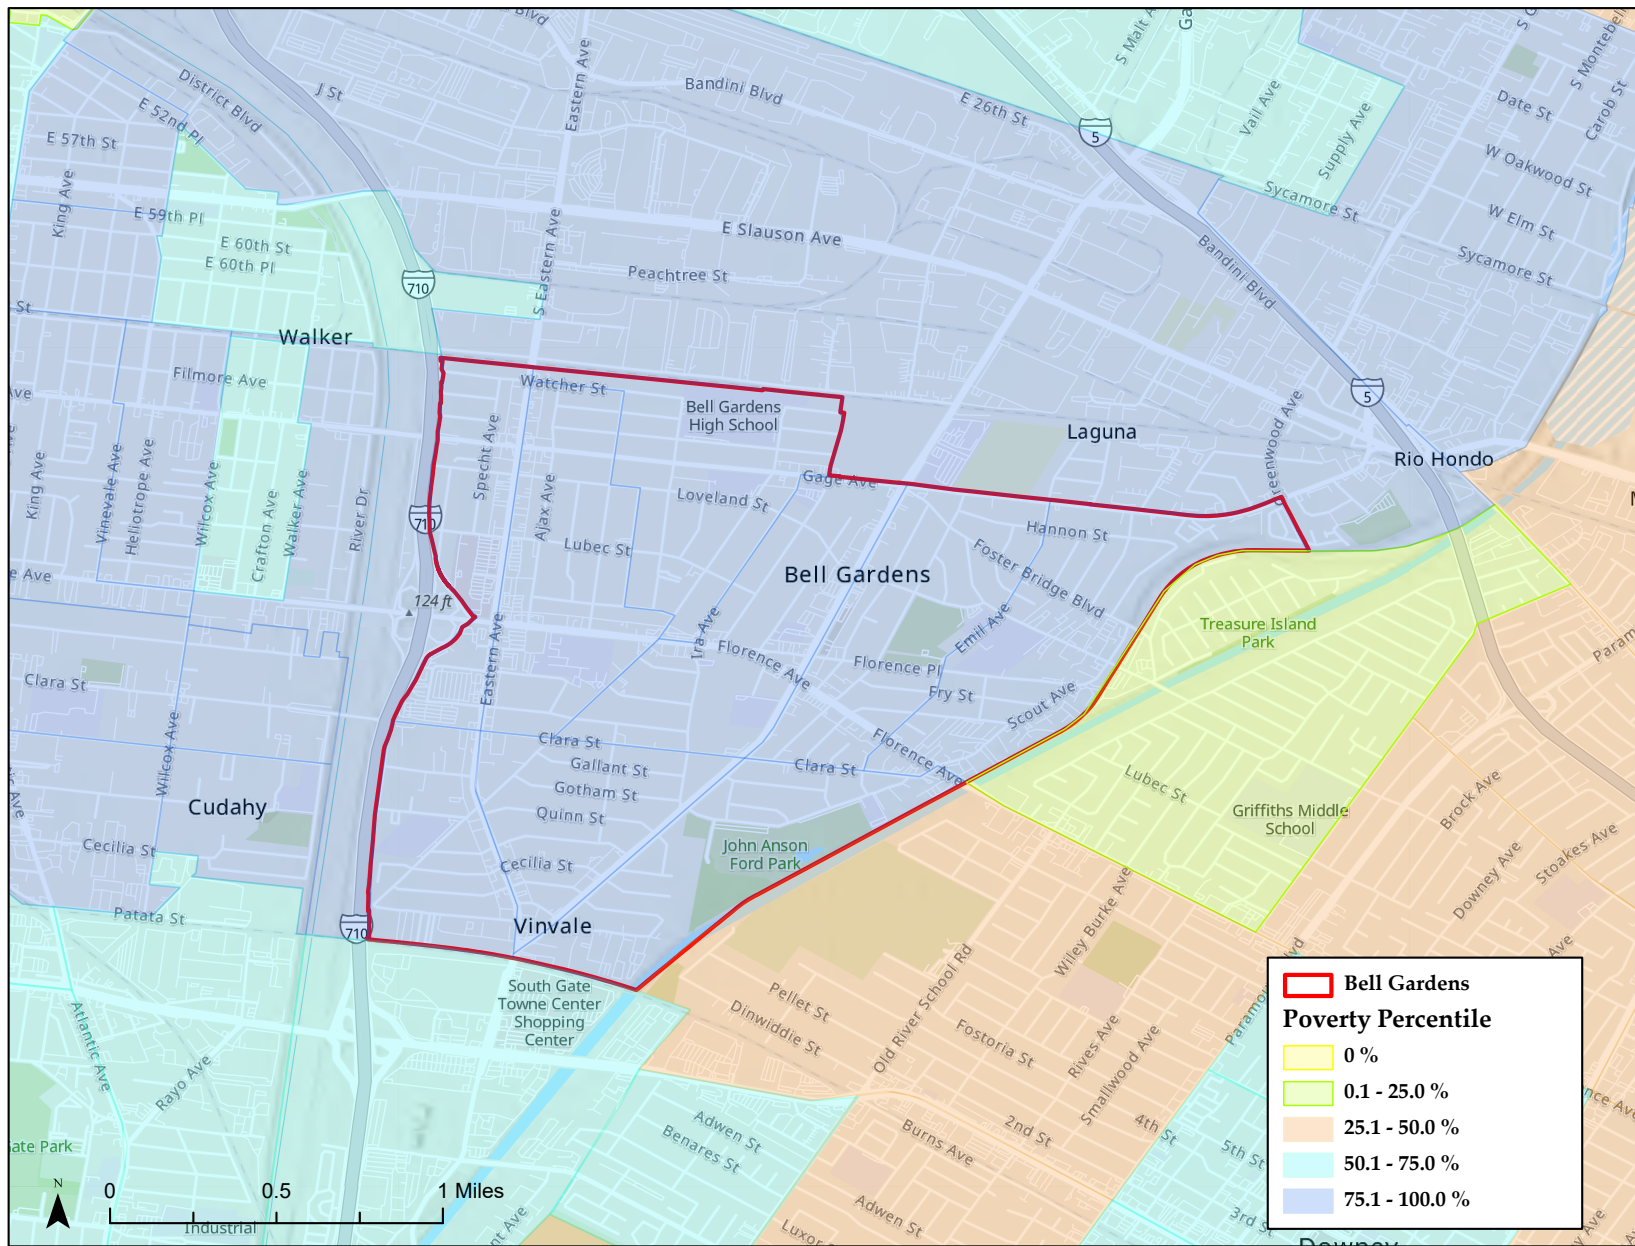 Blvd
S Malt A
Ga
S G
S Montebel
District Blvd
J St
Eastern Ave
Bandini Blvd
E 26th St
5
Vail Ave
Supply Ave
Date St
Carob St
E 52nd Pl
E 57th St
W Oakwood St
King Ave
E 59th Pl
E 60th St
E 60th Pl
S Eastern Ave
E Slauson Ave
Peachtree St
Sycamore St
W Elm St
Sycamore St
Bandini Blvd
710
St
Walker
Filmore Ave
Watcher St
Bell Gardens
High School
Laguna
Greenwood Ave
5
Rio Hondo
Ave
King Ave
Vinevale Ave
Heliotrope Ave
Wilcox Ave
Crafton Ave
Walker Ave
River Dr
710
Specht Ave
Ajax Ave
Loveland St
Gage Ave
Lubec St
Hannon St
Foster Bridge Blvd
Bell Gardens
e Ave
124 ft
Ira Ave
Emil Ave
Treasure Island
Park
Param
Eastern Ave
Florence Ave
Florence Pl
Fry St
Scout Ave
Clara St
Wilcox Ave
Clara St
Gallant St
Gotham St
Quinn St
Clara St
Florence Ave
Lubec St
Griffiths Middle
School
Brock Ave
Cudahy
Cecilia St
Cecilia St
John Anson
Ford Park
Stoakes Ave
Downey Ave
Patata St
710
Vinvale
Wiley Burke Ave
Old River School Rd
South Gate
Towne Center
Shopping
Center
Pellet St
Dinwiddie St
Fostoria St
Rives Ave
Smallwood Ave
Atlantic Ave
Rayo Ave
Adwen St
Benares St
Burns Ave
2nd St
4th St
5th St
3rd S
Adwen St
Luxor
Gate Park
Industrial
Downey
N
0 0.5 1 Miles
Bell Gardens
Poverty Percentile
0 %
0.1 - 25.0 %
25.1 - 50.0 %
50.1 - 75.0 %
75.1 - 100.0 %